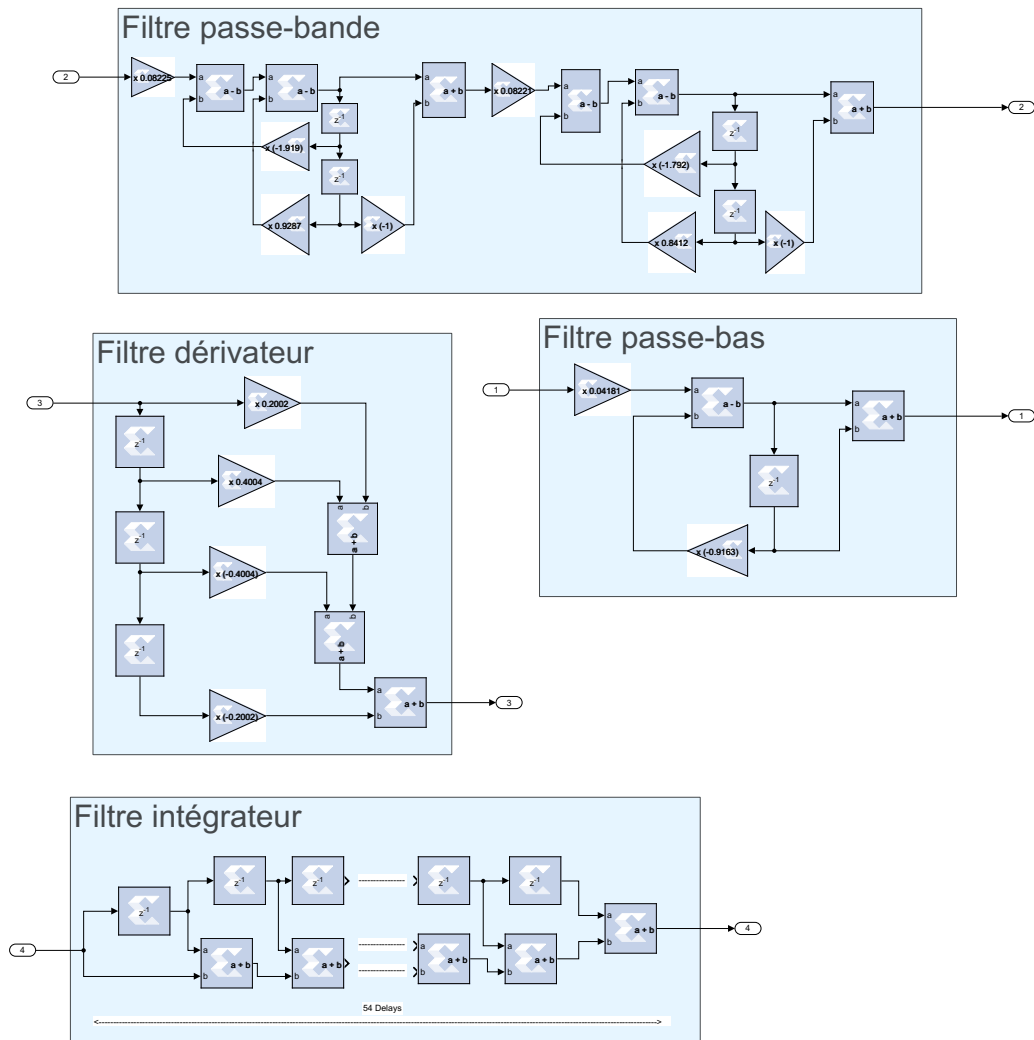 Filtre passe-bande
2
x 0.08225
a
b
a - b
a
b
a - b
a
b
a + b
x 0.08221
a
b
a - b
a
b
a - b
a
b
a + b
2
z-1
x (-1.919)
z-1
x 0.9287
x (-1)
z-1
x (-1.792)
z-1
x 0.8412
x (-1)
Filtre dérivateur
3
x 0.2002
z-1
x 0.4004
a
b
a + b
z-1
x (-0.4004)
a
b
a + b
z-1
x (-0.2002)
a
b
a + b
3
Filtre passe-bas
1
x 0.04181
a
b
a - b
a
b
a + b
1
z-1
x (-0.9163)
Filtre intégrateur
4
z-1
z-1
z-1
z-1
z-1
a
b
a + b
4
a
b
a + b
a
b
a + b
a
b
a + b
a
b
a + b
54 Delays